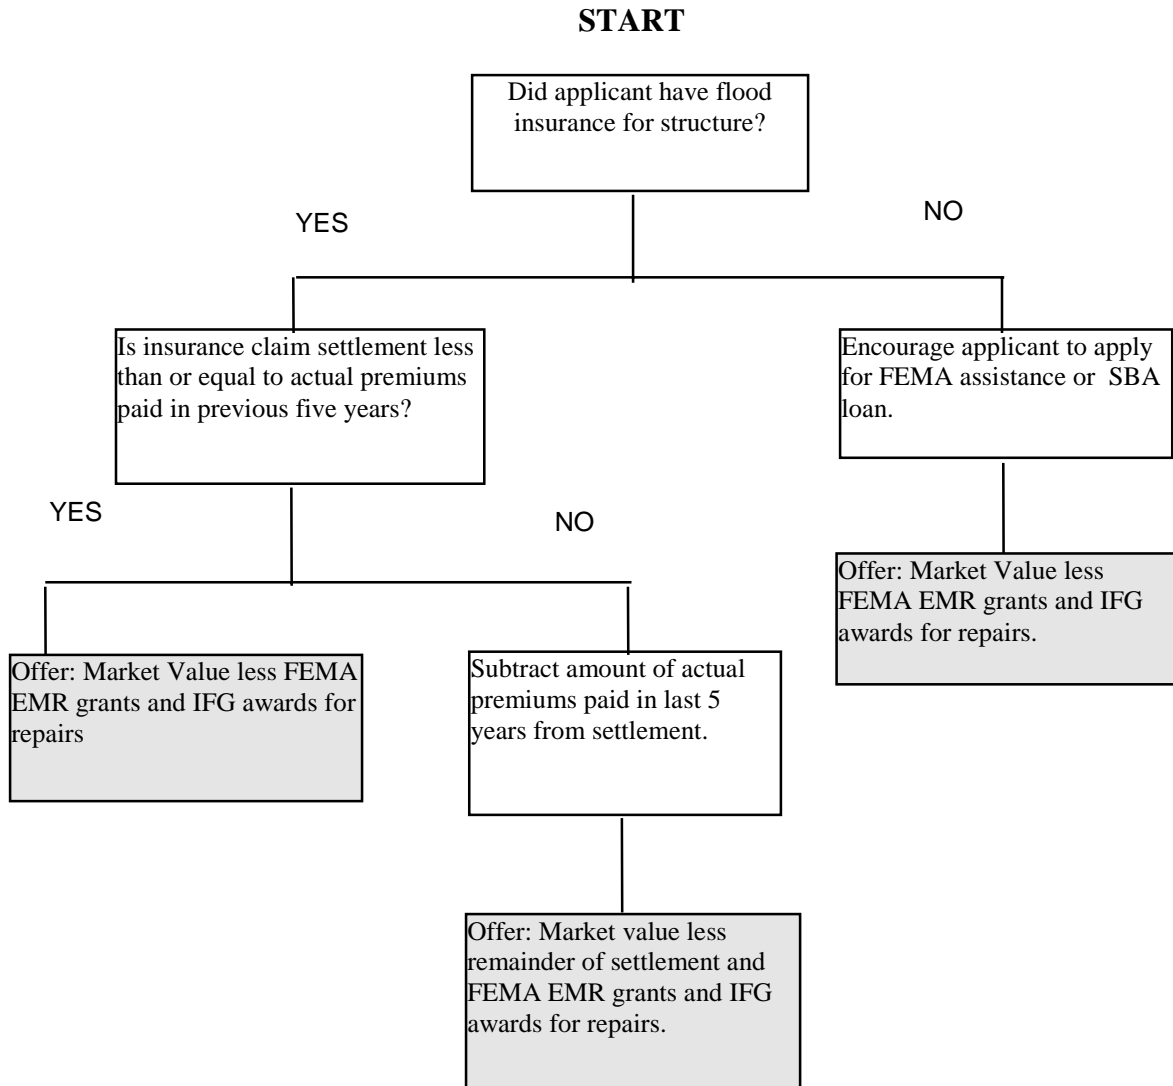 START
Did applicant have flood
insurance for structure?
YES
NO
Is insurance claim settlement less
than or equal to actual premiums
paid in previous five years?
Encourage applicant to apply
for FEMA assistance or  SBA
loan.
YES
NO
Offer: Market Value less
FEMA EMR grants and IFG
awards for repairs.
Offer: Market Value less FEMA
EMR grants and IFG awards for
repairs
Subtract amount of actual
premiums paid in last 5
years from settlement.
Offer: Market value less
remainder of settlement and
FEMA EMR grants and IFG
awards for repairs.